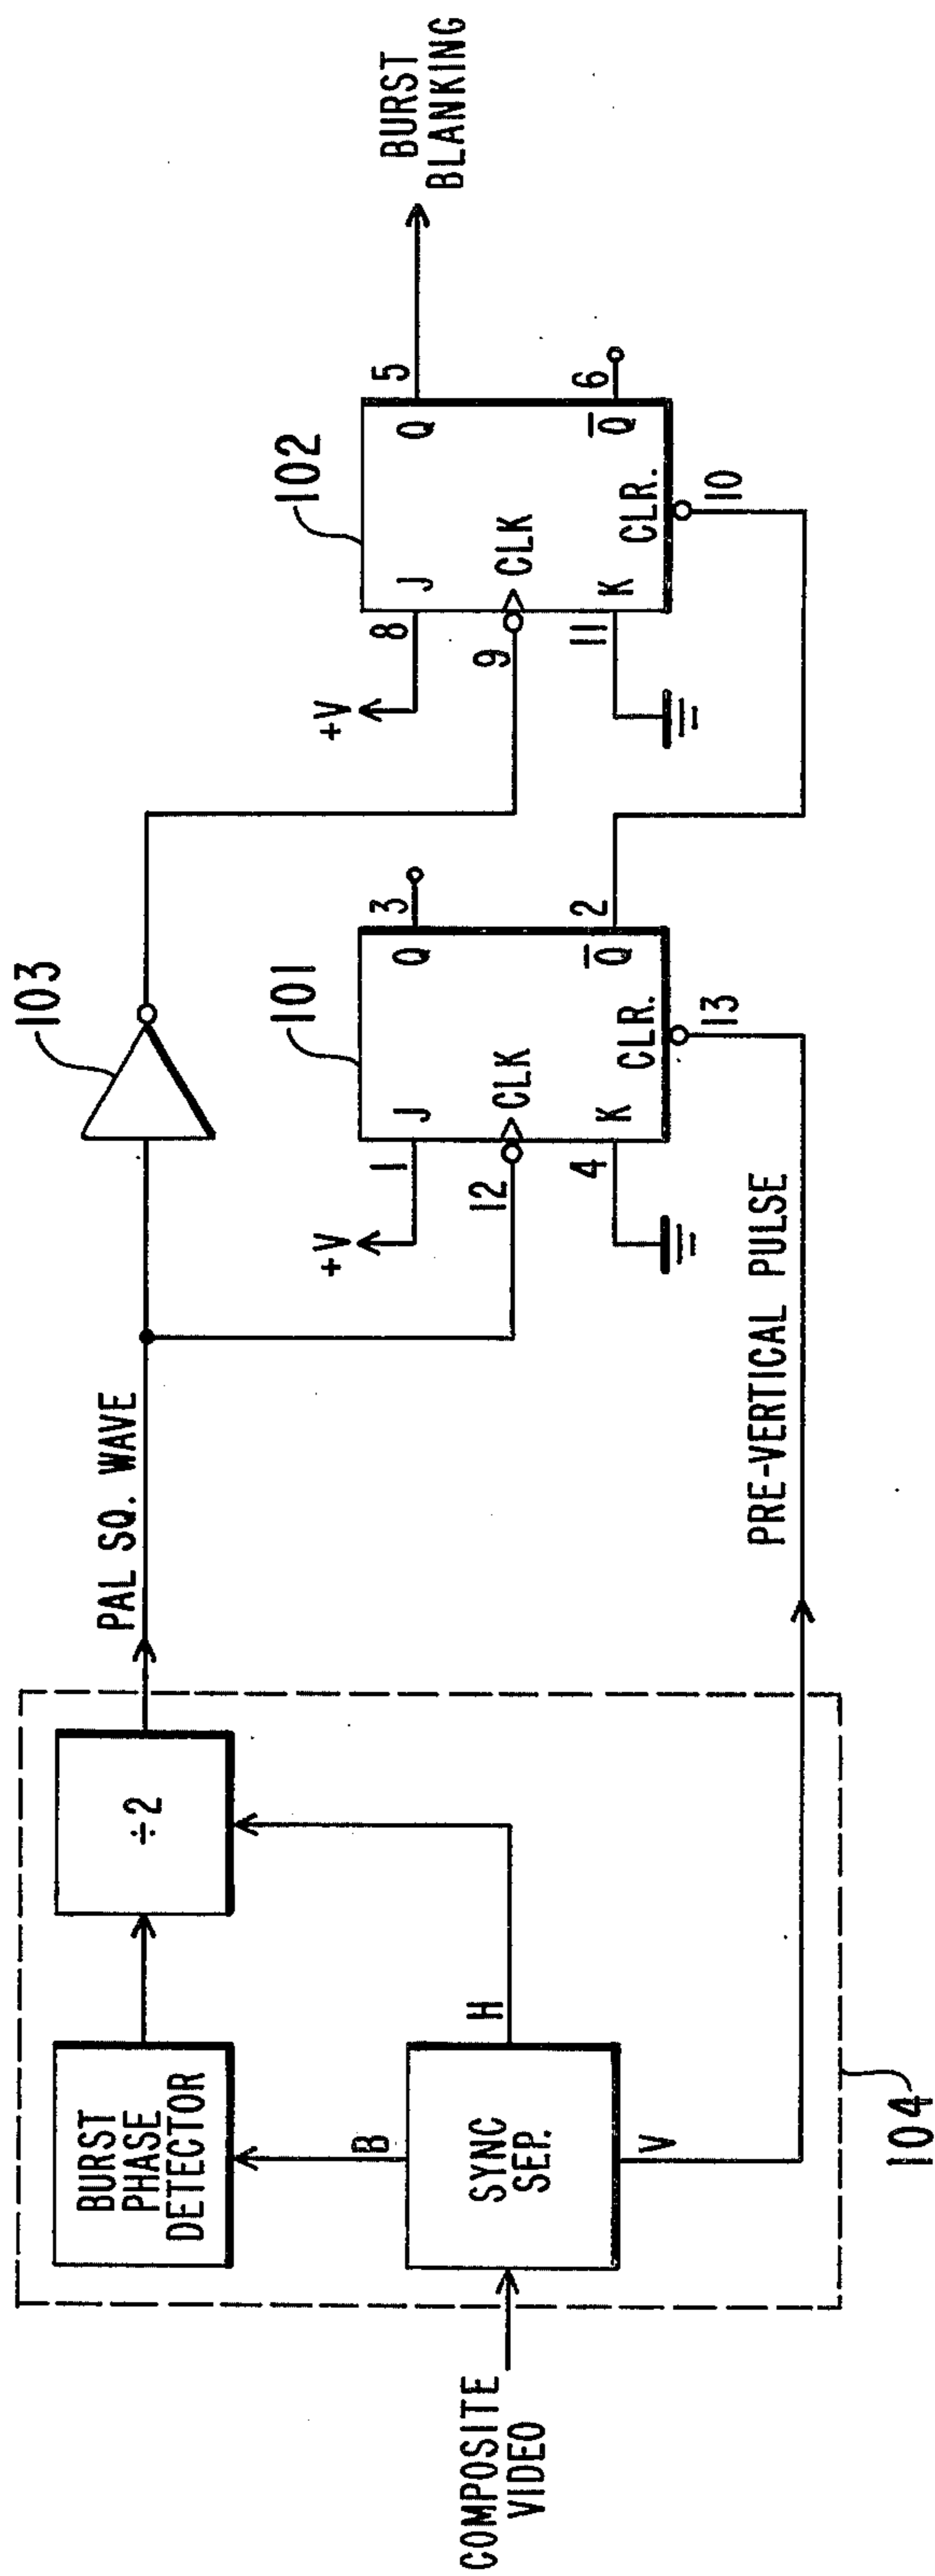 COMPOSITE
VIDEO
SYNC
SEP.
B
H
V
BURST
PHASE
DETECTOR
÷2
104
PAL SQ. WAVE
PRE-VERTICAL PULSE
103
101
+V
1
J
12
CLK
4
K
CLR.
13
Q
3
Q̅
2
102
+V
8
J
9
CLK
11
K
CLR.
10
Q
5
Q̅
6
BURST
BLANKING